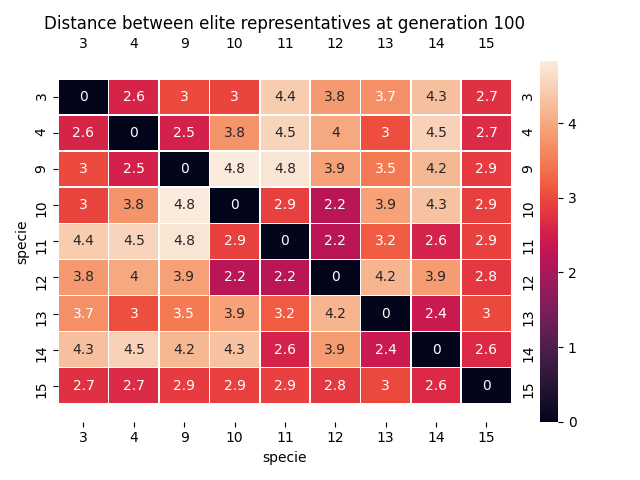 Distance between elite representatives at generation 100
3 4 9 10 11 12 13 14 15
3 0 2.6 3 3 4.4 3.8 3.7 4.3 2.7 3
4 2.6 0 2.5 3.8 4.5 4 3 4.5 2.7 4
9 3 2.5 0 4.8 4.8 3.9 3.5 4.2 2.9 9
10 3 3.8 4.8 0 2.9 2.2 3.9 4.3 2.9 10
11 4.4 4.5 4.8 2.9 0 2.2 3.2 2.6 2.9 11
12 3.8 4 3.9 2.2 2.2 0 4.2 3.9 2.8 12
13 3.7 3 3.5 3.9 3.2 4.2 0 2.4 3 13
14 4.3 4.5 4.2 4.3 2.6 3.9 2.4 0 2.6 14
15 2.7 2.7 2.9 2.9 2.9 2.8 3 2.6 0 15
3 4 9 10 11 12 13 14 15
specie
specie
4
3
2
1
0